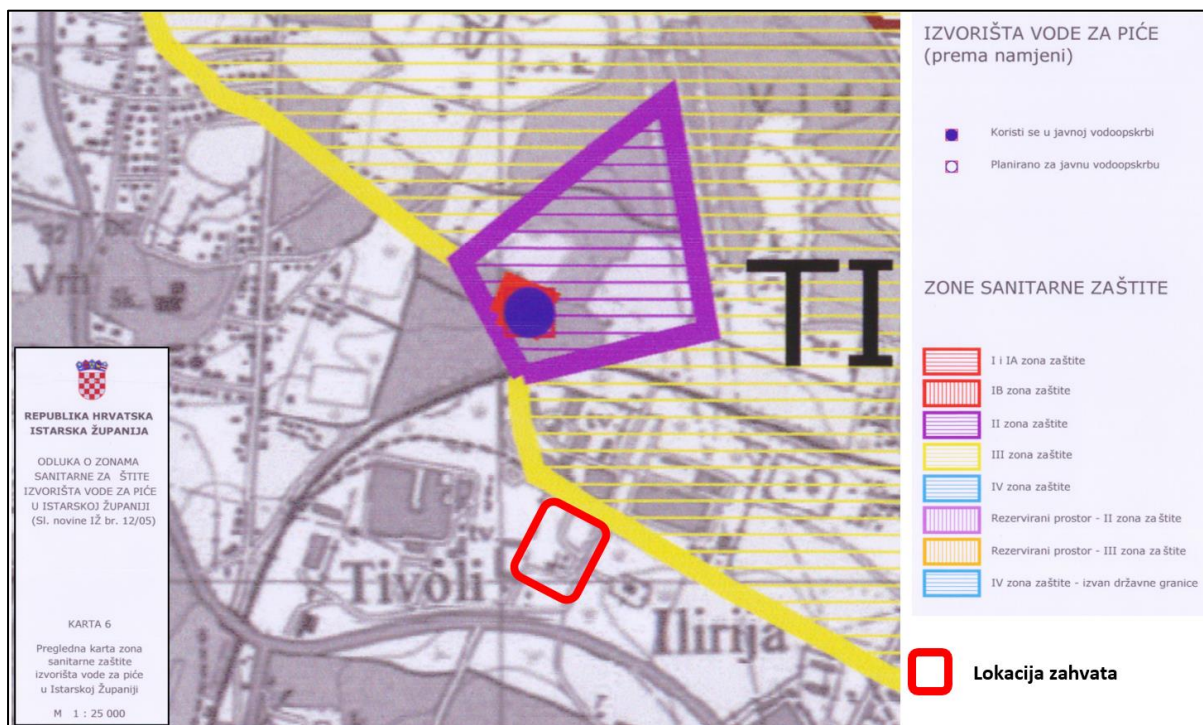 IZVORIŠTA VODE ZA PIĆE
(prema namjeni)
Koristi se u javnoj vodoopskrbi
Planirano za javnu vodoopskrbu
ZONE SANITARNE ZAŠTITE
I i IA zona zaštite
IB zona zaštite
II zona zaštite
III zona zaštite
IV zona zaštite
Rezervirani prostor - II zona zaštite
Rezervirani prostor - III zona zaštite
IV zona zaštite - izvan državne granice
Lokacija zahvata
TI
Šk.
Tivoli
Ilirija
REPUBLIKA HRVATSKA
ISTARSKA ŽUPANIJA
ODLUKA O ZONAMA
SANITARNE ZA ŠTITE
IZVORIŠTA VODE ZA PIĆE
U ISTARSKOJ ŽUPANIJI
(Sl. novine IŽ br. 12/05)
KARTA 6
Pregledna karta zona
sanitarne zaštite
izvorišta vode za piće
u Istarskoj Županiji
M 1 : 25 000